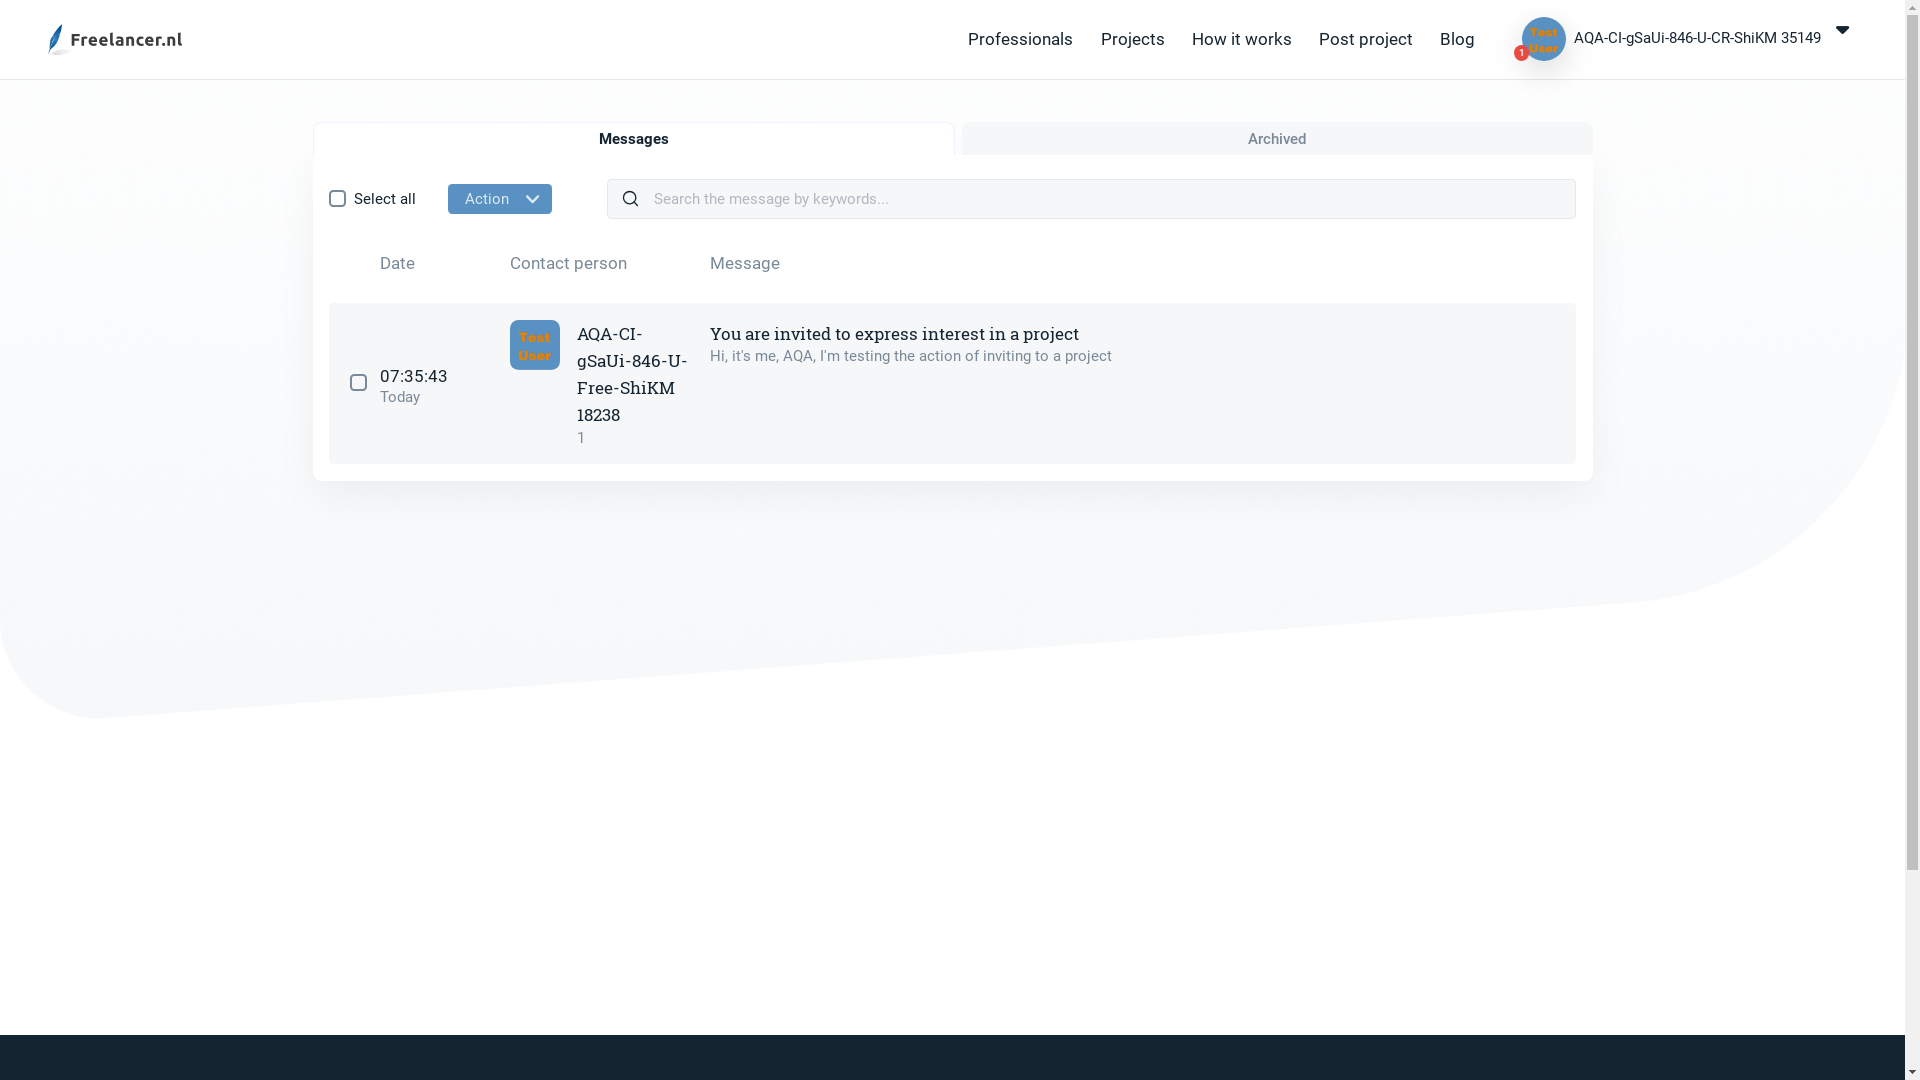 Freelancer.nl
Professionals
Projects
How it works
Post project
Blog
Test
User
1
AQA-CI-gSaUi-846-U-CR-ShiKM 35149
Messages
Archived
Select all
Action
Search the message by keywords...
Date
Contact person
Message
07:35:43
Today
Test
User
AQA-CI-
gSaUi-846-U-
Free-ShiKM
18238
1
You are invited to express interest in a project
Hi, it's me, AQA, I'm testing the action of inviting to a project